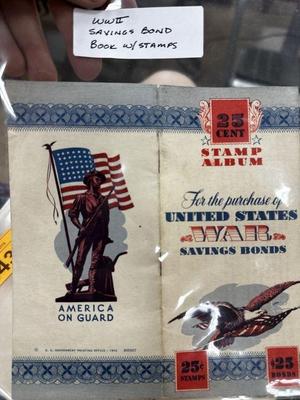 WWII
SAVINGS BOND
BOOK W/STAMPS
25
CENT
STAMP
ALBUM
For the purchase of
UNITED STATES
WAR
SAVINGS BONDS
AMERICA
ON GUARD
25¢
STAMPS
$25
BONDS